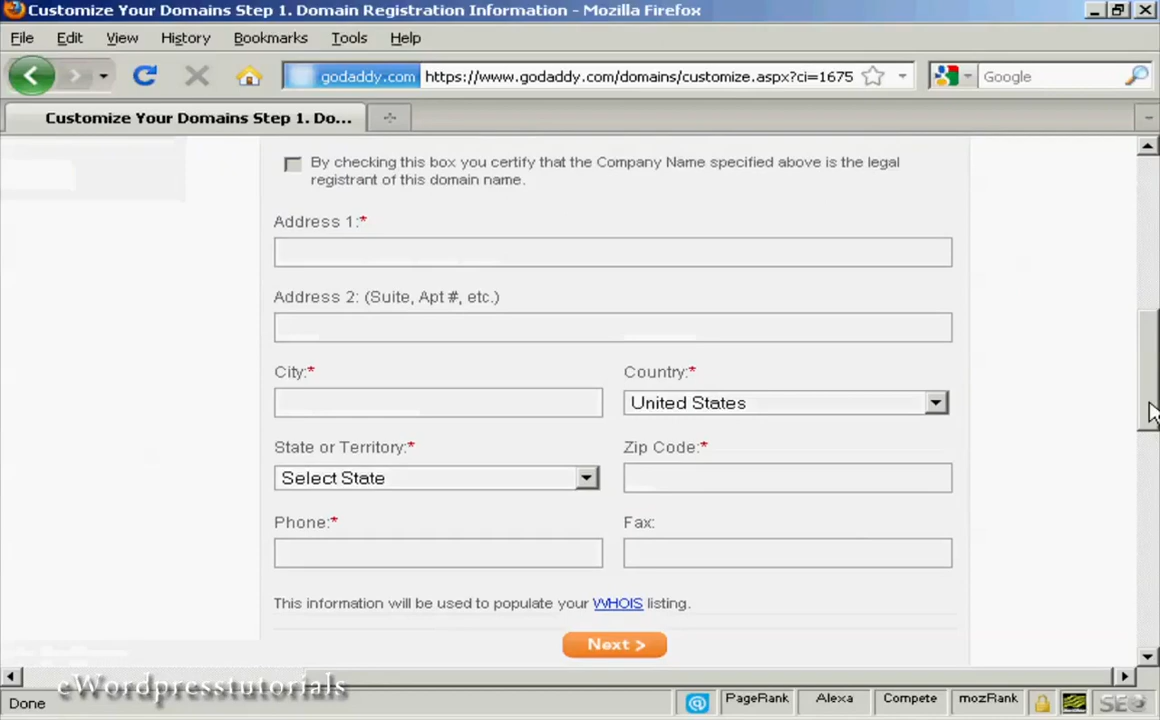 Customize Your Domains Step 1. Domain Registration Information - Mozilla Firefox
File Edit View History Bookmarks Tools Help
godaddy.com https://www.godaddy.com/domains/customize.aspx?ci=1675 Google
Customize Your Domains Step 1. Do...
By checking this box you certify that the Company Name specified above is the legal
registrant of this domain name.
Address 1:*
Address 2: (Suite, Apt #, etc.)
City:* Country:*
United States
State or Territory:* Zip Code:*
Select State
Phone:* Fax:
This information will be used to populate your WHOIS listing.
Next >
eWordpresstutorials
Done @ PageRank Alexa Compete mozRank SEO